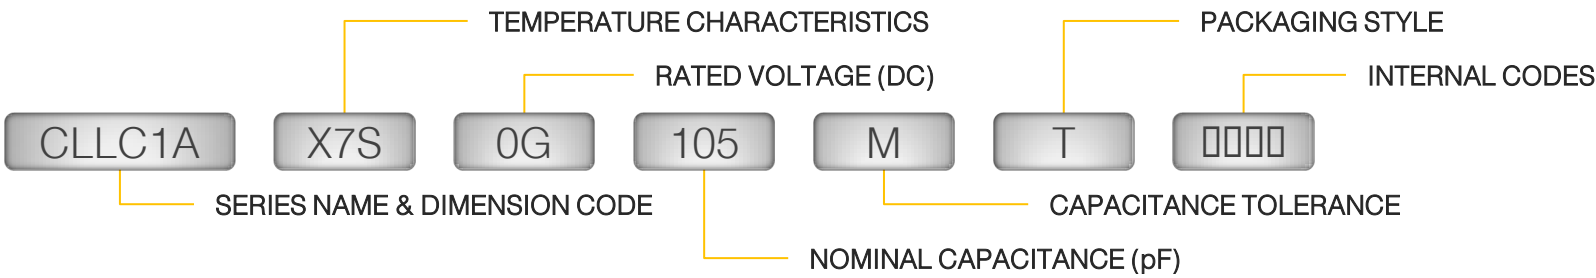 TEMPERATURE CHARACTERISTICS PACKAGING STYLE
RATED VOLTAGE (DC) INTERNAL CODES
CLLC1A X7S 0G 105 M T □□□□
SERIES NAME & DIMENSION CODE CAPACITANCE TOLERANCE
NOMINAL CAPACITANCE (pF)